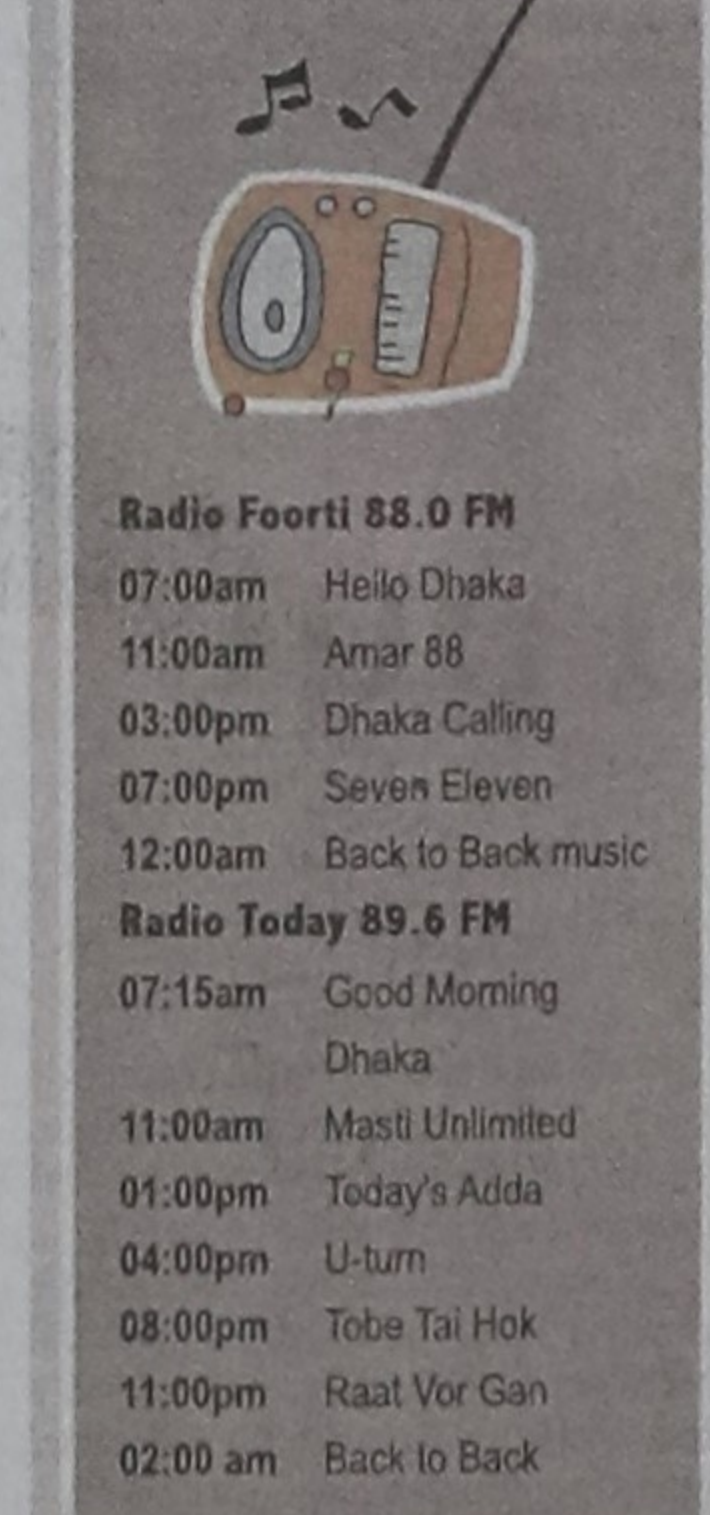 Radio Foorti 88.0 FM
07:00am Hello Dhaka
11:00am Amar 88
03:00pm Dhaka Calling
07:00pm Seven Eleven
12:00am Back to Back music
Radio Today 89.6 FM
07:15am Good Morning
Dhaka
11:00am Masti Unlimited
01:00pm Today's Adda
04:00pm U-turn
08:00pm Tobe Tai Hok
11:00pm Raat Vor Gan
02:00 am Back to Back